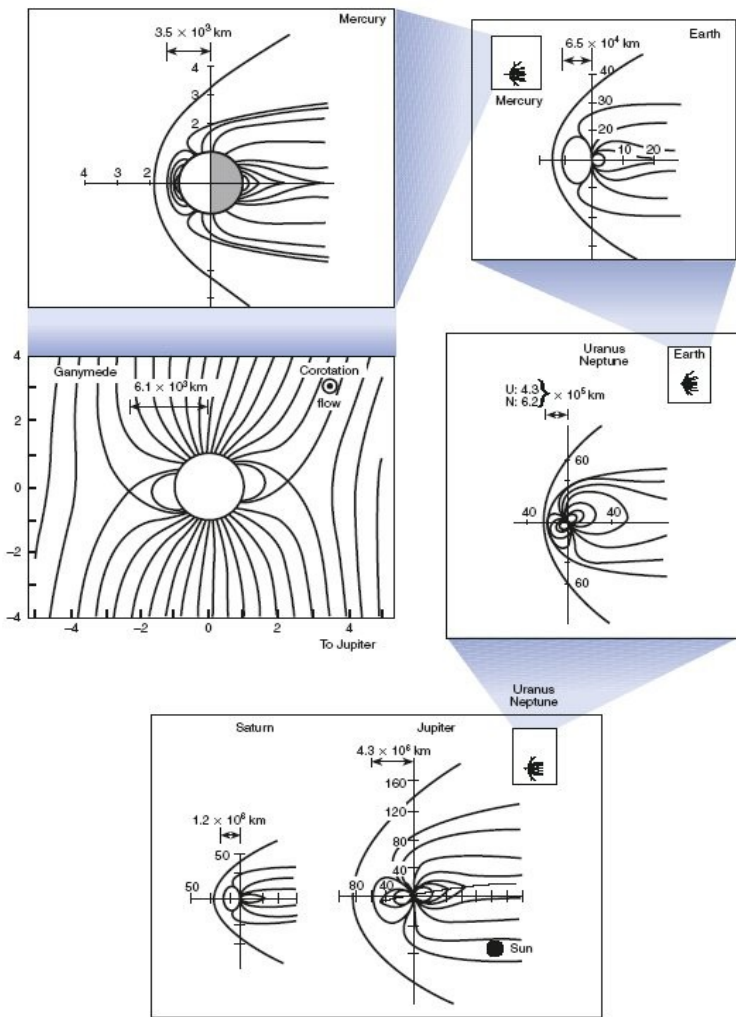 3.5 × 10³ km
Mercury
4
3
2
4 3 2
6.5 × 10⁴ km
Earth
Mercury
40
30
20
10 20
4
2
0
−2
−4
Ganymede
6.1 × 10³ km
Corotation
flow
−4 −2 0 2 4
To Jupiter
Uranus
Neptune
Earth
U: 4.3
N: 6.2
} × 10⁵ km
60
40 40
60
Uranus
Neptune
Saturn
1.2 × 10⁶ km
50
50
Jupiter
4.3 × 10⁶ km
160
120
80
40
80 40
Sun